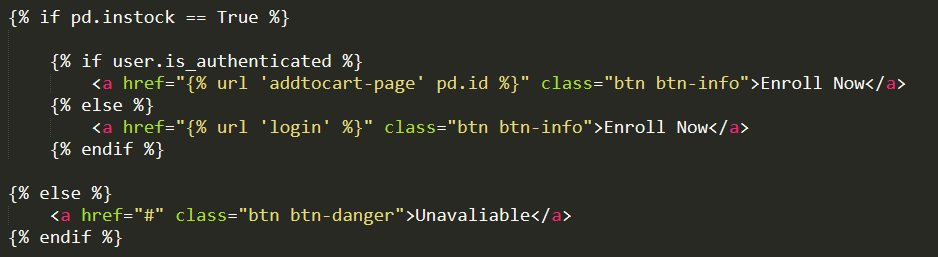 {% if pd.instock == True %}
{% if user.is_authenticated %}
<a href="{% url 'addtocart-page' pd.id %}" class="btn btn-info">Enroll Now</a>
{% else %}
<a href="{% url 'login' %}" class="btn btn-info">Enroll Now</a>
{% endif %}
{% else %}
<a href="#" class="btn btn-danger">Unavaliable</a>
{% endif %}